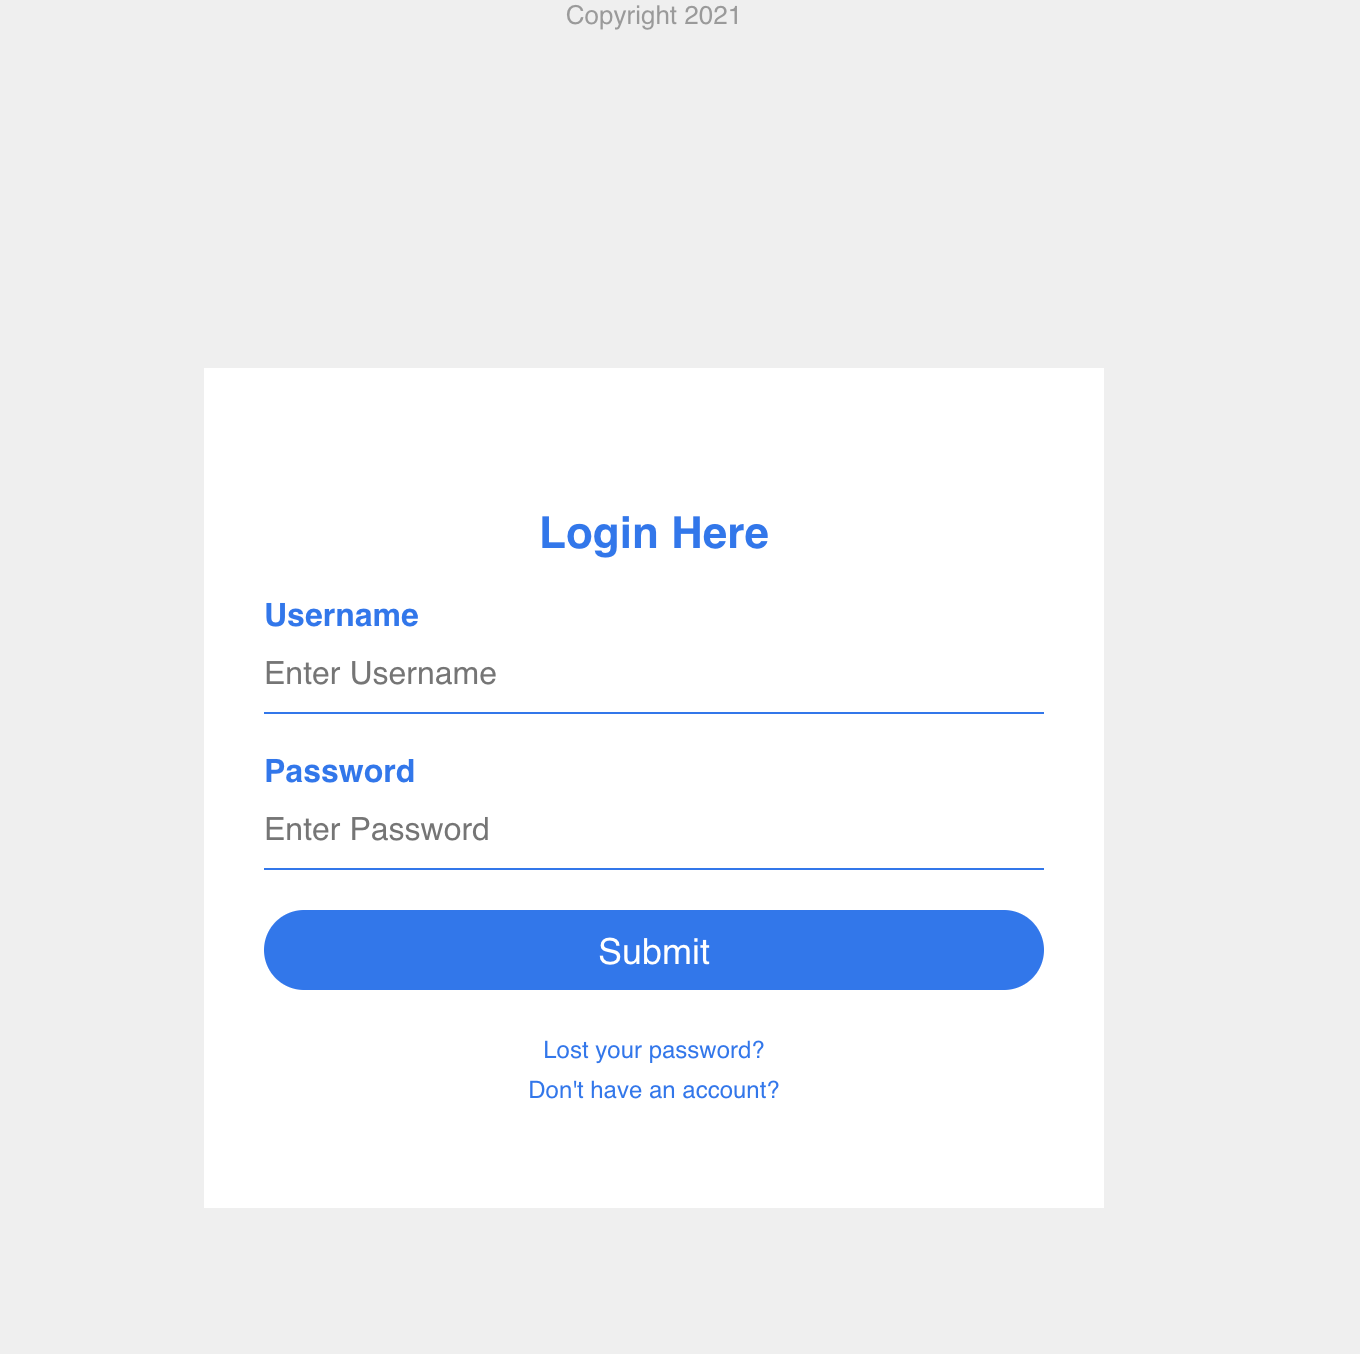 Copyright 2021
Login Here
Username
Enter Username
Password
Enter Password
Submit
Lost your password?
Don't have an account?